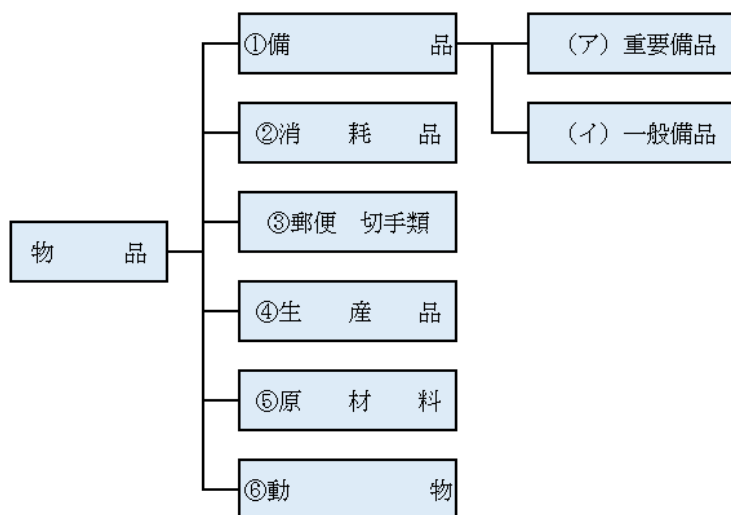 ①備　品
（ア）重要備品
②消　耗　品
（イ）一般備品
③郵便　切手類
物　品
④生　産　品
⑤原　材　料
⑥動　物